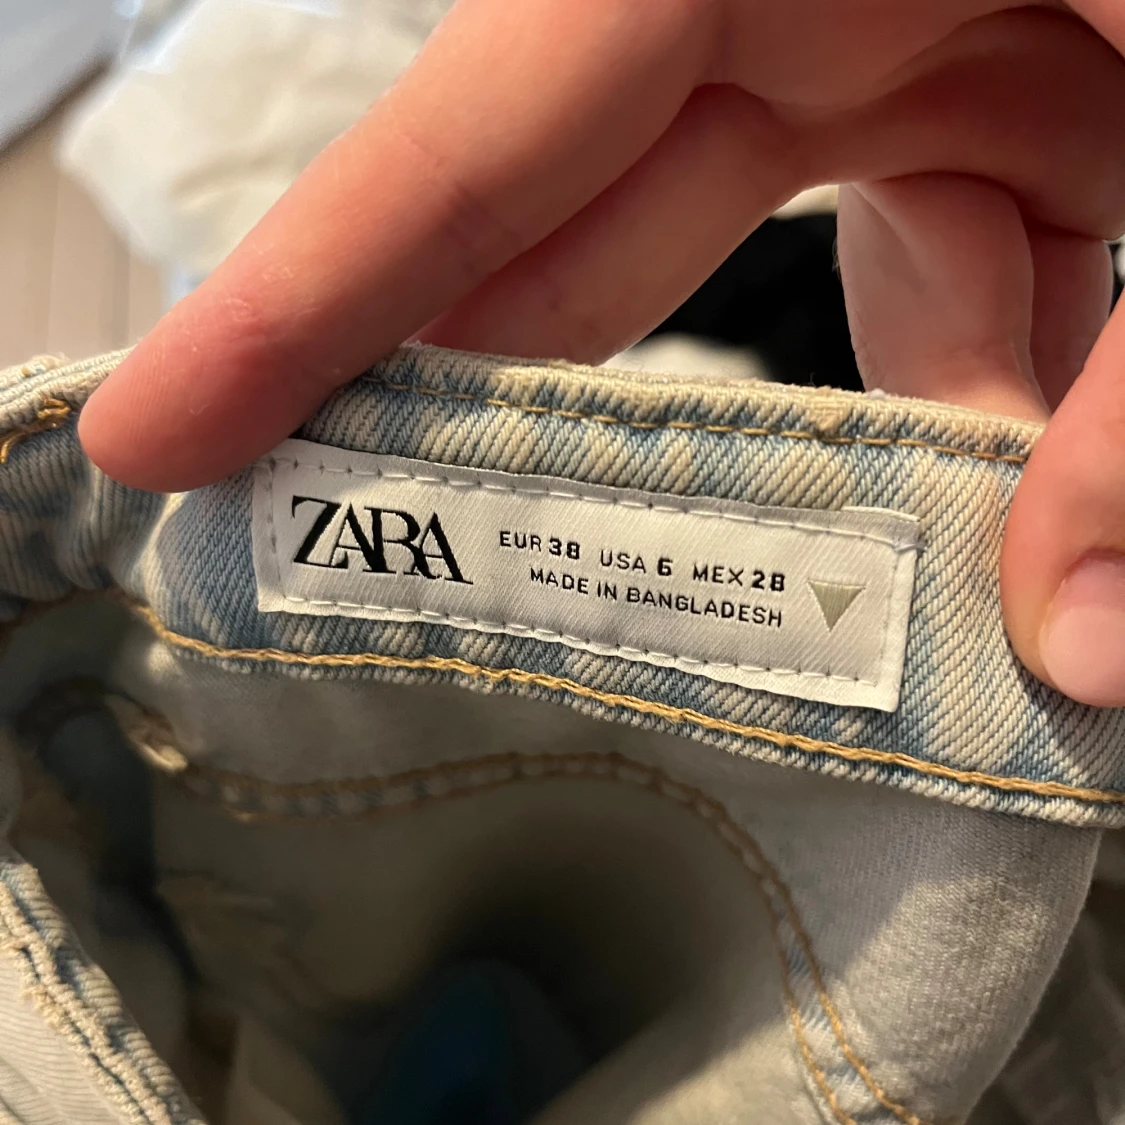 ZARA
EUR 38 USA 6 MEX 28
MADE IN BANGLADESH